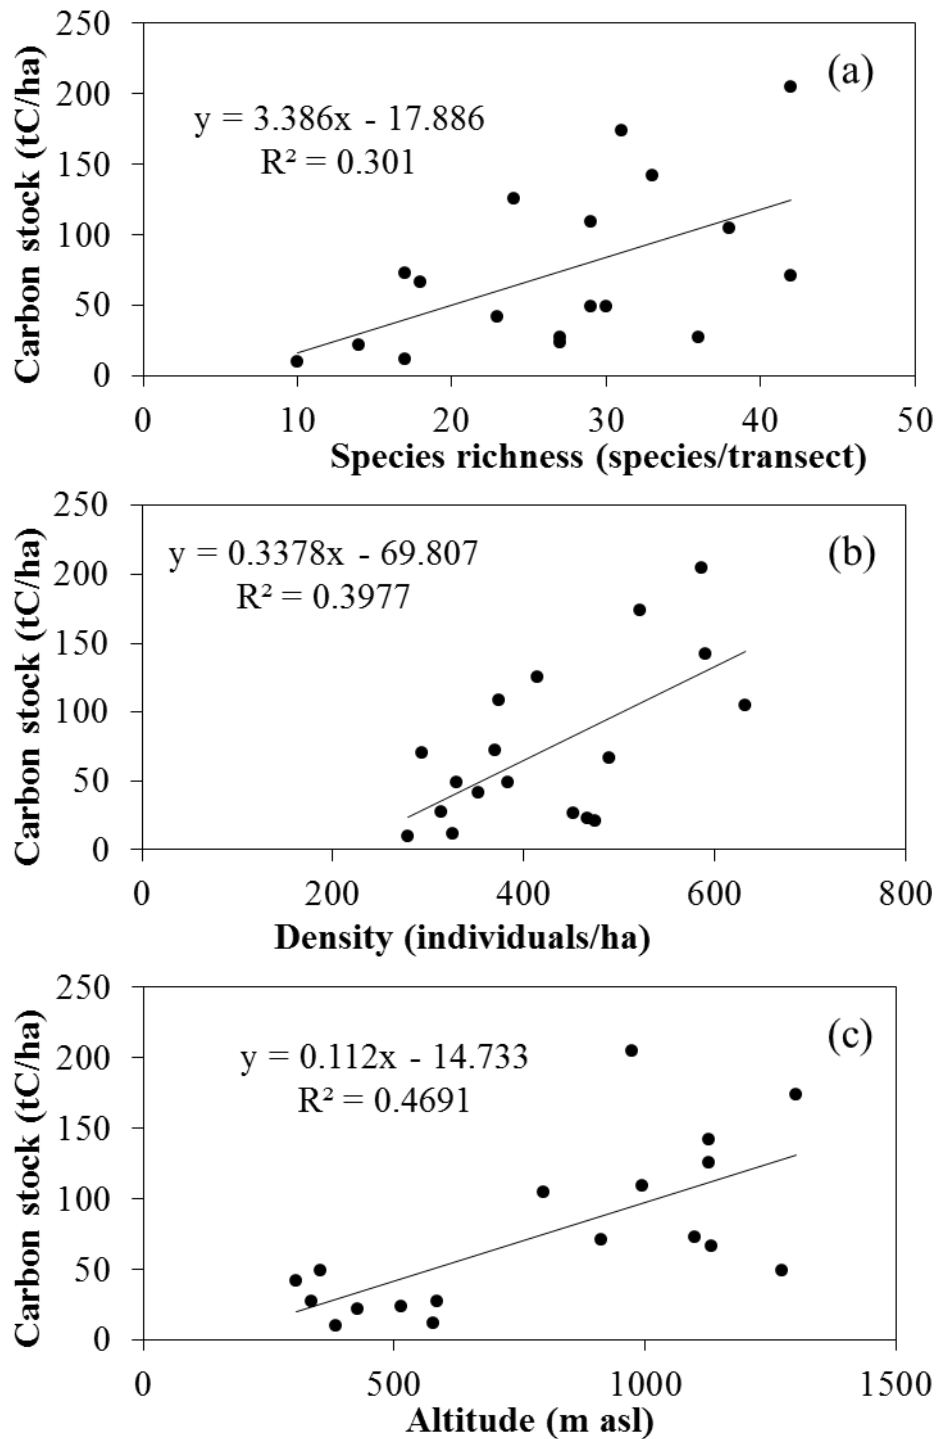 250
(a)
200
y = 3.386x - 17.886
R² = 0.301
150
100
50
0
Carbon stock (tC/ha)
0 10 20 30 40 50
Species richness (species/transect)
250
(b)
y = 0.3378x - 69.807
200
R² = 0.3977
150
100
50
0
Carbon stock (tC/ha)
0 200 400 600 800
Density (individuals/ha)
250
(c)
y = 0.112x - 14.733
200
R² = 0.4691
150
100
50
0
Carbon stock (tC/ha)
0 500 1000 1500
Altitude (m asl)